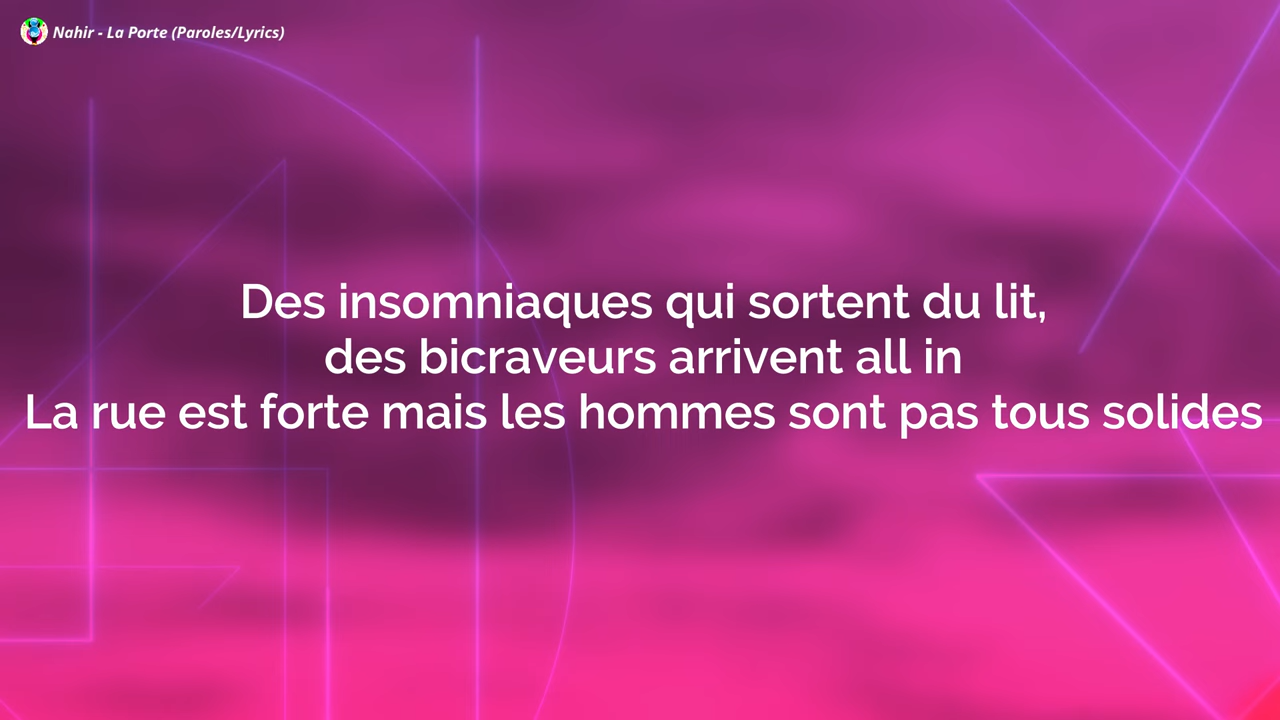 Nahir - La Porte (Paroles/Lyrics)
Des insomniaques qui sortent du lit,
des bicraveurs arrivent all in
La rue est forte mais les hommes sont pas tous solides